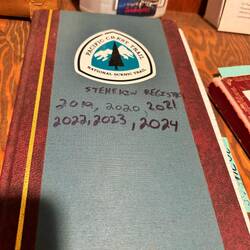 PACIFIC CREST TRAIL
NATIONAL SCENIC TRAIL
STEHEKIN REGISTER
2019, 2020 2021
2022, 2023, 2024